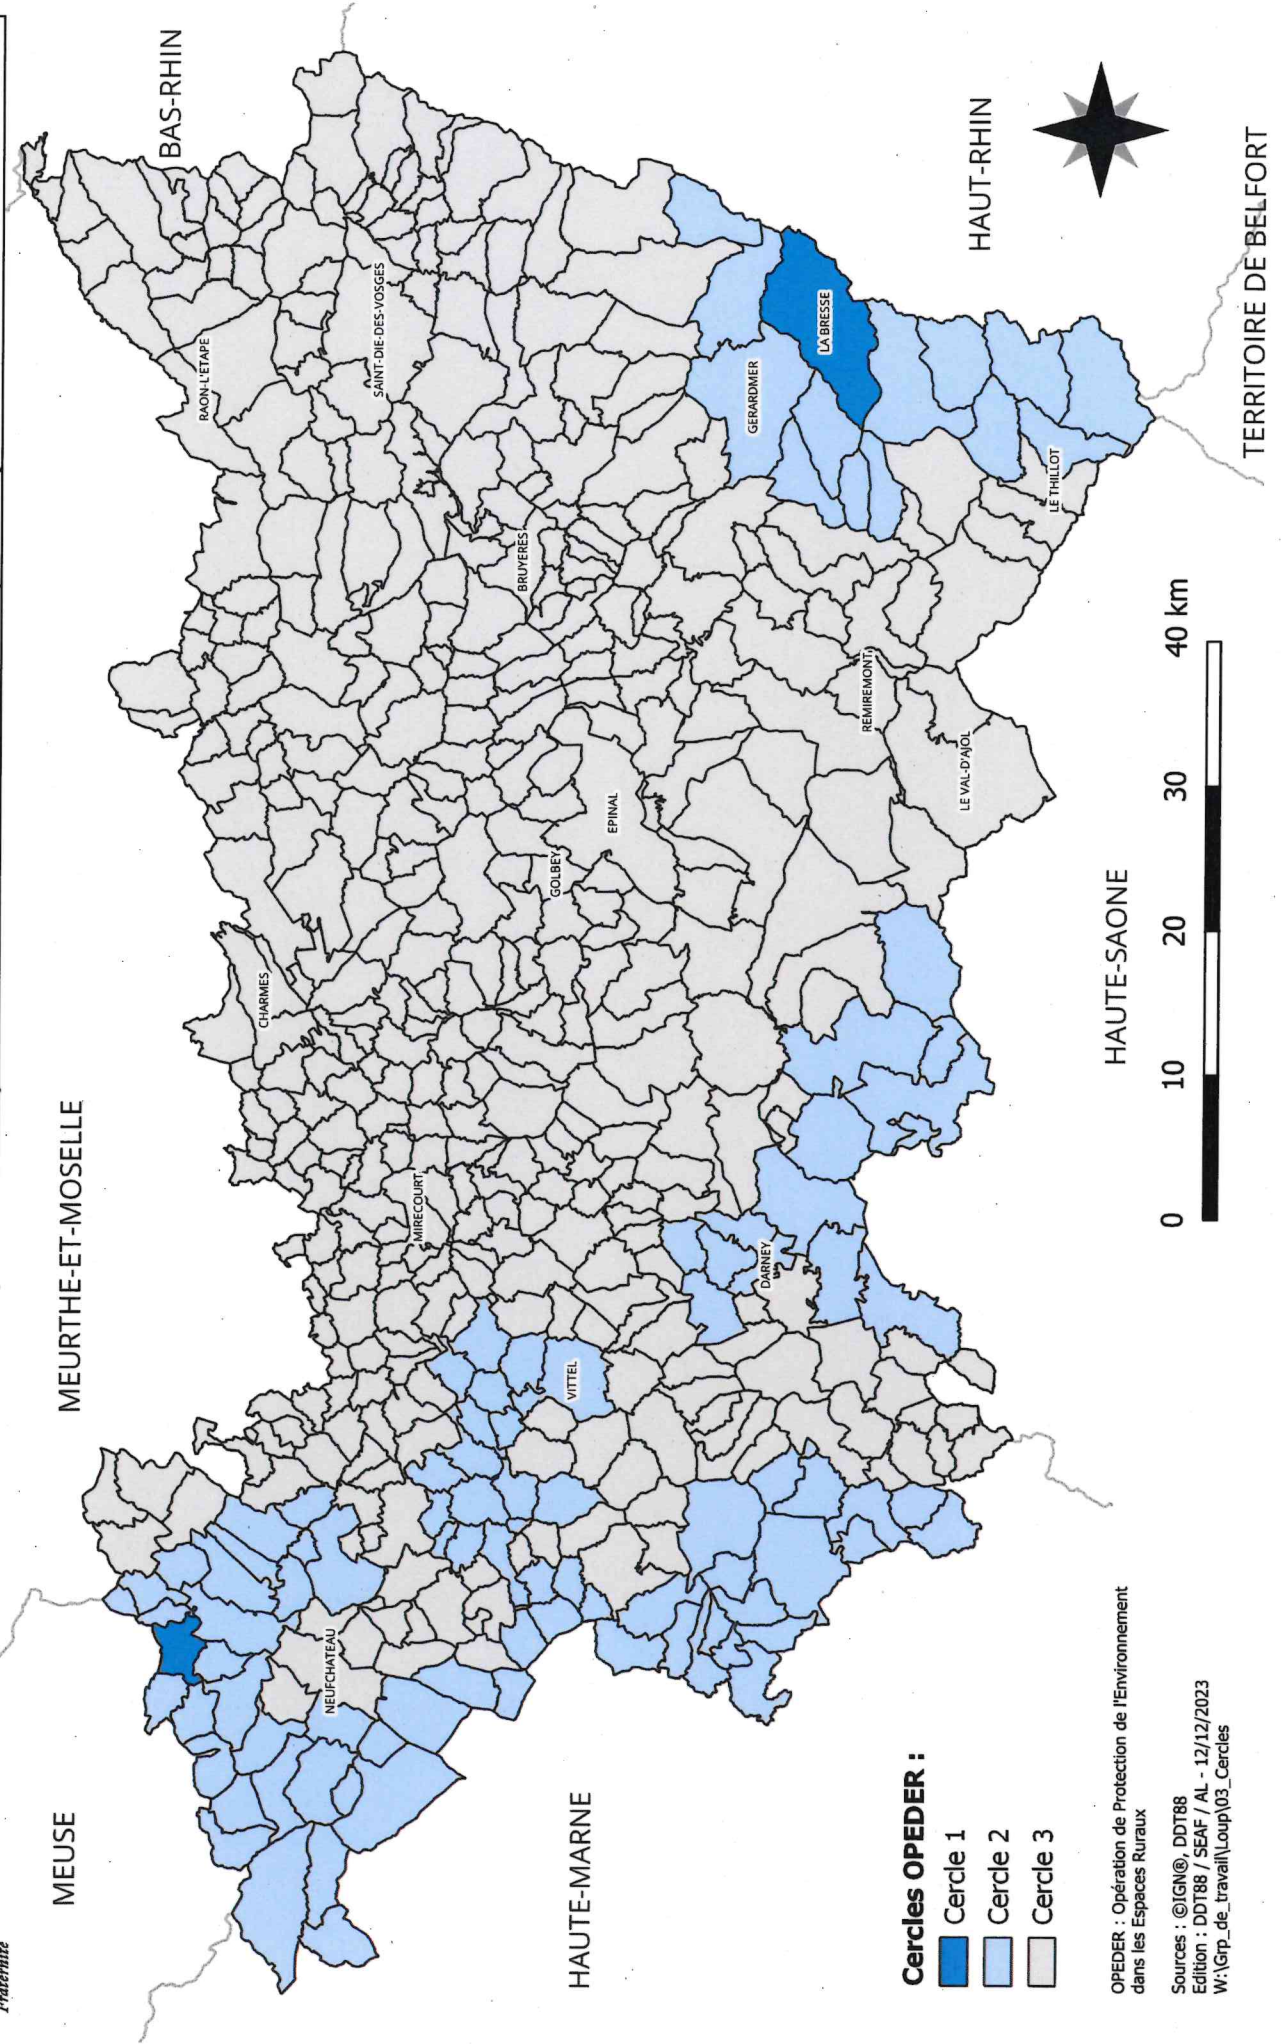 Fraternité
MEUSE
MEURTHE-ET-MOSELLE
BAS-RHIN
RAON-L'ETAPE
SAINT-DIE-DES-VOSGES
CHARMES
MIRECOURT
BRUYERES
NEUFCHATEAU
GOLBEY
EPINAL
VITTEL
GERARDMER
LA BRESSE
DARNEY
REMIREMONT
LE VAL-D'AJOL
LE THILLOT
HAUT-RHIN
HAUTE-MARNE
HAUTE-SAONE
TERRITOIRE DE BELFORT
0 10 20 30 40 km
Cercles OPEDER :
Cercle 1
Cercle 2
Cercle 3
OPEDER : Opération de Protection de l'Environnement
dans les Espaces Ruraux
Sources : ©IGN®, DDT88
Edition : DDT88 / SEAF / AL - 12/12/2023
W:\Grp_de_travail\Loup\03_Cercles